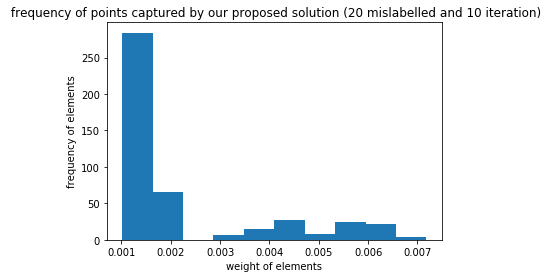 frequency of points captured by our proposed solution (20 mislabelled and 10 iteration)
frequency of elements
250
200
150
100
50
0
0.001 0.002 0.003 0.004 0.005 0.006 0.007
weight of elements